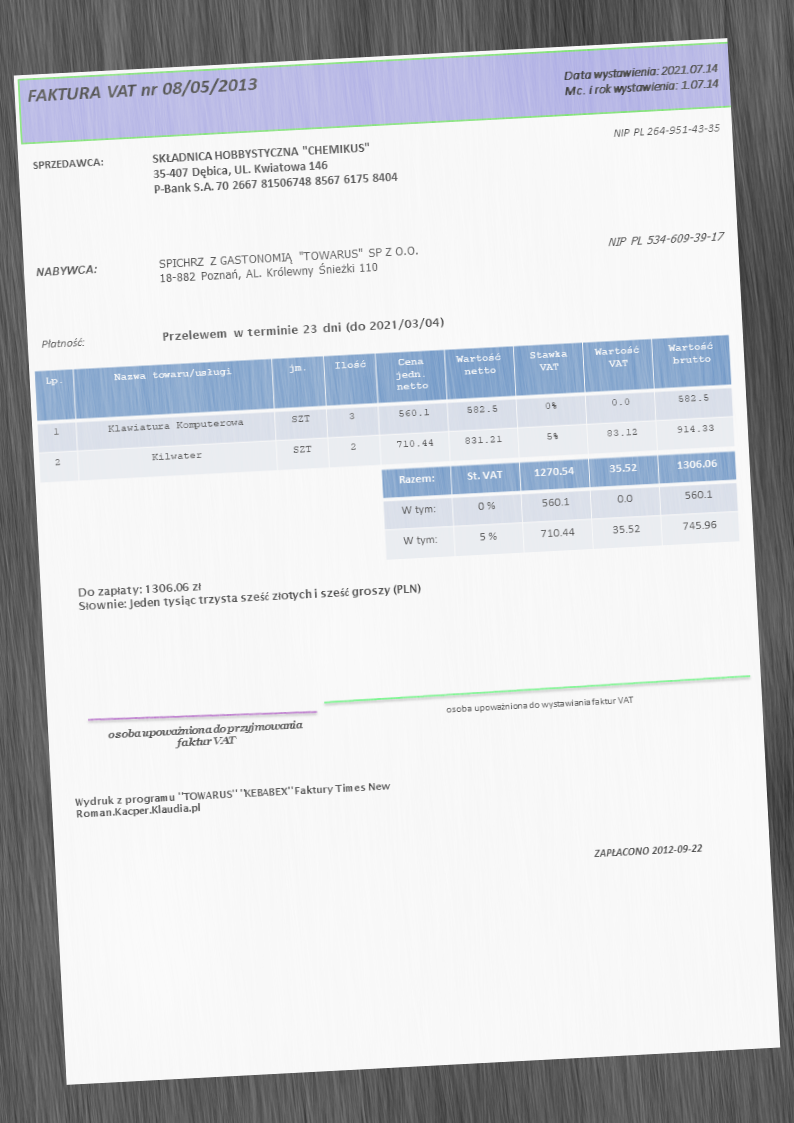 FAKTURA VAT nr 08/05/2013
Data wystawienia: 2021.07.14
Mc. i rok wystawienia: 1.07.14
NIP PL 264-951-43-35
SPRZEDAWCA:
SKŁADNICA HOBBYSTYCZNA "CHEMIKUS"
35-407 Dębica, UL. Kwiatowa 146
P-Bank S.A. 70 2667 81506748 8567 6175 8404
NIP PL 534-609-39-17
NABYWCA:
SPICHRZ Z GASTONOMIĄ "TOWARUS" SP Z O.O.
18-882 Poznań, AL. Królewny Śnieżki 110
Płatność:
Przelewem w terminie 23 dni (do 2021/03/04)
Lp. Nazwa towaru/usługi jm. Ilość Cena jedn. netto Wartość netto Stawka VAT Wartość VAT Wartość brutto
1 Klawiatura Komputerowa SZT 3 560.1 582.5 0% 0.0 582.5
2 Kilwater SZT 2 710.44 831.21 5% 83.12 914.33
Razem: St. VAT 1270.54 35.52 1306.06
W tym: 0 % 560.1 0.0 560.1
W tym: 5 % 710.44 35.52 745.96
Do zapłaty: 1306.06 zł
Słownie: Jeden tysiąc trzysta sześć złotych i sześć groszy (PLN)
osoba upoważniona do wystawiania faktur VAT
osoba upoważniona do przyjmowania
faktur VAT
Wydruk z programu "TOWARUS" "KEBABEX" Faktury Times New
Roman.Kacper.Klaudia.pl
ZAPŁACONO 2012-09-22